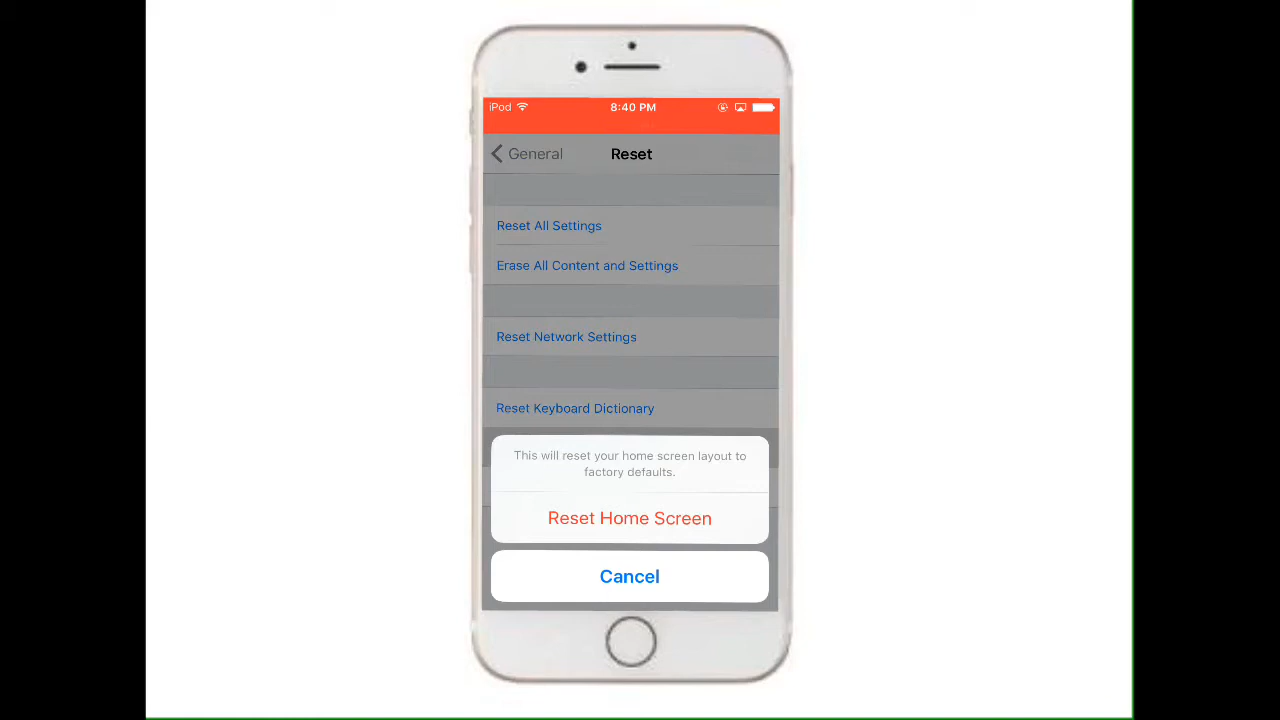 iPod 8:40 PM
General Reset
Reset All Settings
Erase All Content and Settings
Reset Network Settings
Reset Keyboard Dictionary
This will reset your home screen layout to
factory defaults.
Reset Home Screen
Cancel